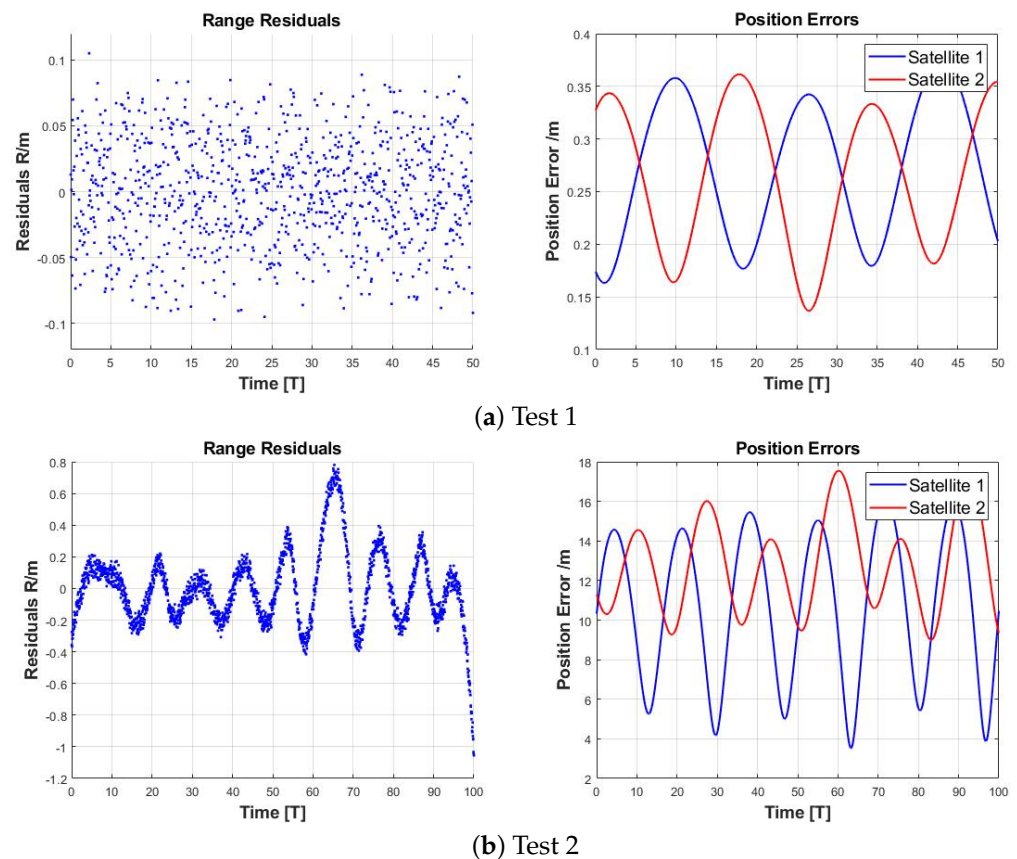 Range Residuals
Residuals R/m
0.1
0.05
0
-0.05
-0.1
0 5 10 15 20 25 30 35 40 45 50
Time [T]
Position Errors
Position Error /m
0.4
0.35
0.3
0.25
0.2
0.15
0.1
Satellite 1
Satellite 2
0 5 10 15 20 25 30 35 40 45 50
Time [T]
(a) Test 1
Range Residuals
Residuals R/m
0.8
0.6
0.4
0.2
0
-0.2
-0.4
-0.6
-0.8
-1
-1.2
0 10 20 30 40 50 60 70 80 90 100
Time [T]
Position Errors
Position Error /m
18
16
14
12
10
8
6
4
2
Satellite 1
Satellite 2
0 10 20 30 40 50 60 70 80 90 100
Time [T]
(b) Test 2